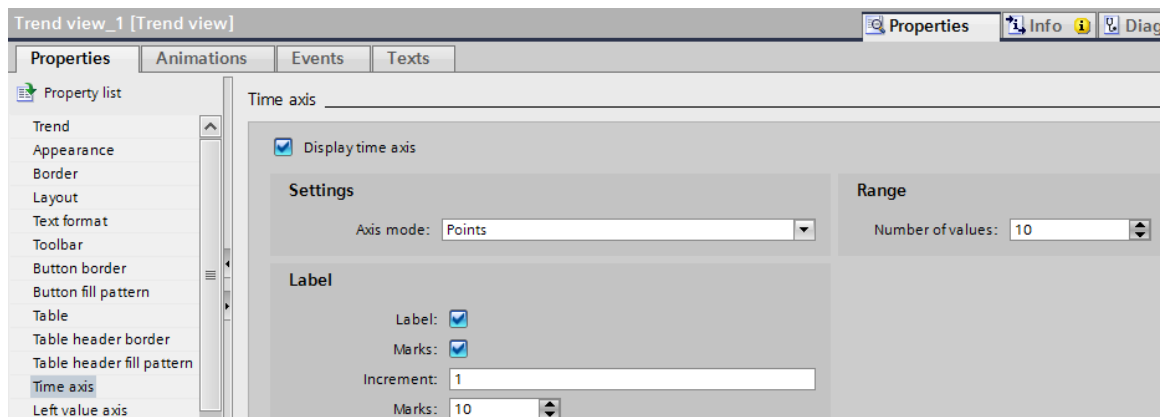 Trend view_1 [Trend view]
Properties
Info
Diag
Properties
Animations
Events
Texts
Property list
Trend
Appearance
Border
Layout
Text format
Toolbar
Button border
Button fill pattern
Table
Table header border
Table header fill pattern
Time axis
Left value axis
Time axis
Display time axis
Settings
Axis mode: Points
Range
Number of values: 10
Label
Label:
Marks:
Increment: 1
Marks: 10